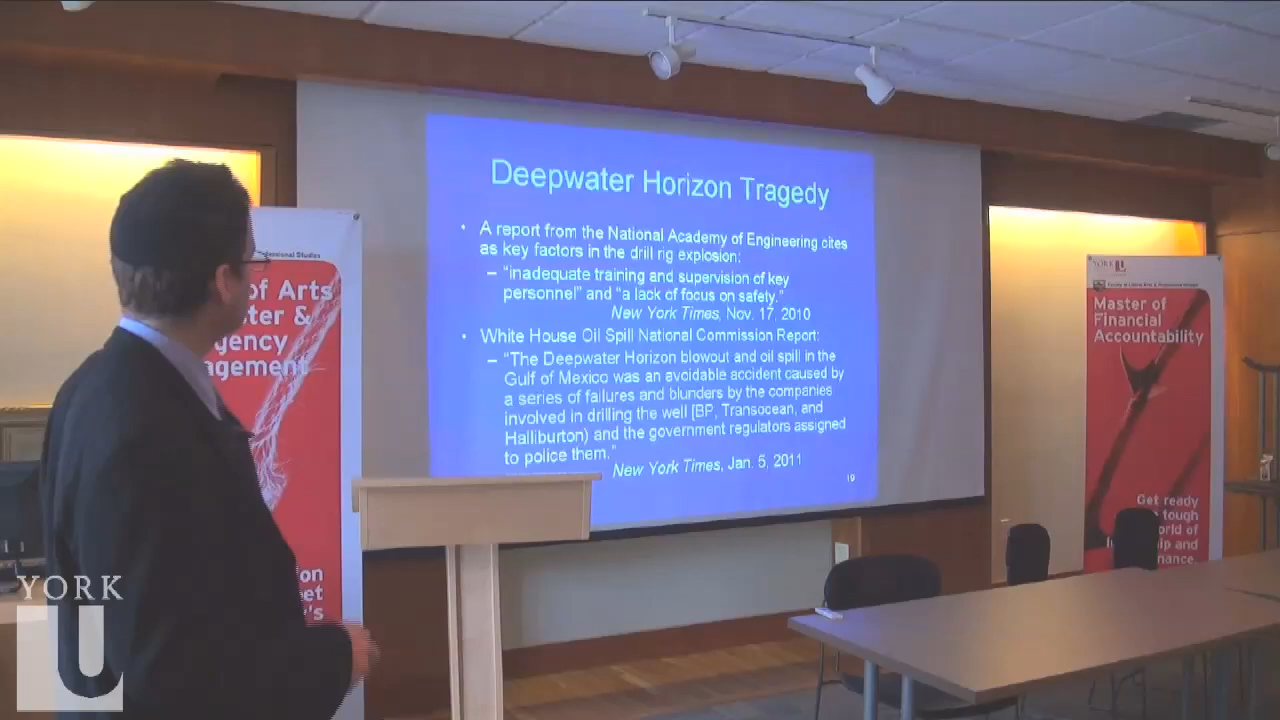 Deepwater Horizon Tragedy
• A report from the National Academy of Engineering cites
as key factors in the drill rig explosion:
– “inadequate training and supervision of key
personnel” and “a lack of focus on safety.”
New York Times, Nov. 17, 2010
• White House Oil Spill National Commission Report:
– “The Deepwater Horizon blowout and oil spill in the
Gulf of Mexico was an avoidable accident caused by
a series of failures and blunders by the companies
involved in drilling the well [BP, Transocean, and
Halliburton) and the government regulators assigned
to police them.”
New York Times, Jan. 5, 2011
19
Studies
of Arts
ster &
gency
agement
on
et
's
YORK U
Master of
Financial
Accountability
Get ready
tough
orld of
ip and
nance.
YORK
U